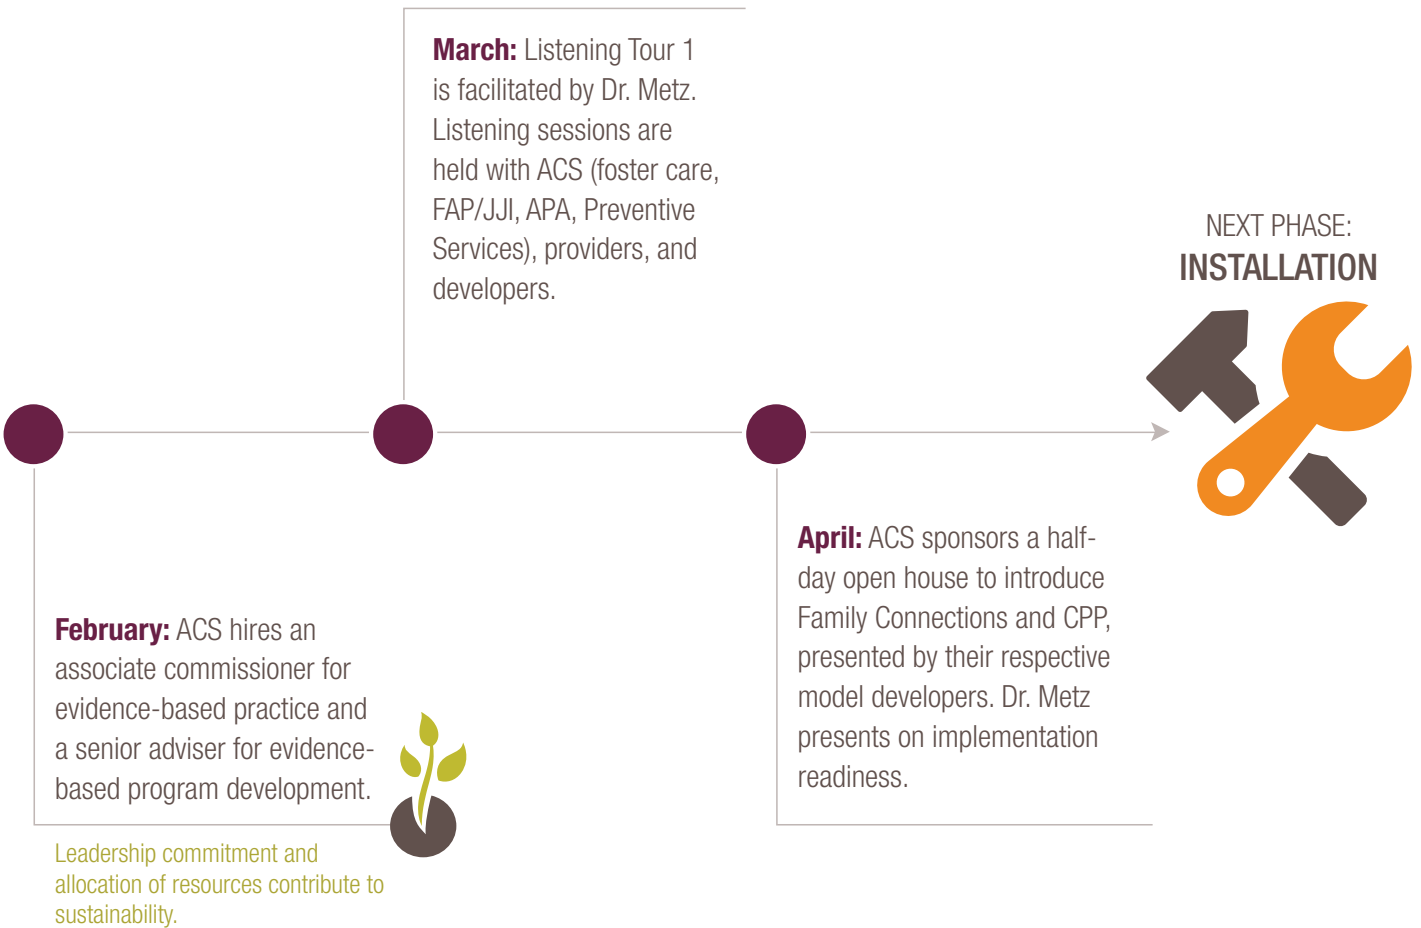 March: Listening Tour 1
is facilitated by Dr. Metz.
Listening sessions are
held with ACS (foster care,
FAP/JJI, APA, Preventive
Services), providers, and
developers.
NEXT PHASE:
INSTALLATION
February: ACS hires an
associate commissioner for
evidence-based practice and
a senior adviser for evidence-
based program development.
Leadership commitment and
allocation of resources contribute to
sustainability.
April: ACS sponsors a half-
day open house to introduce
Family Connections and CPP,
presented by their respective
model developers. Dr. Metz
presents on implementation
readiness.